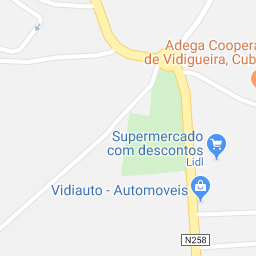 Adega Coopera
de Vidigueira, Cub
Supermercado
com descontos
Lidl
Vidiauto - Automoveis
N258